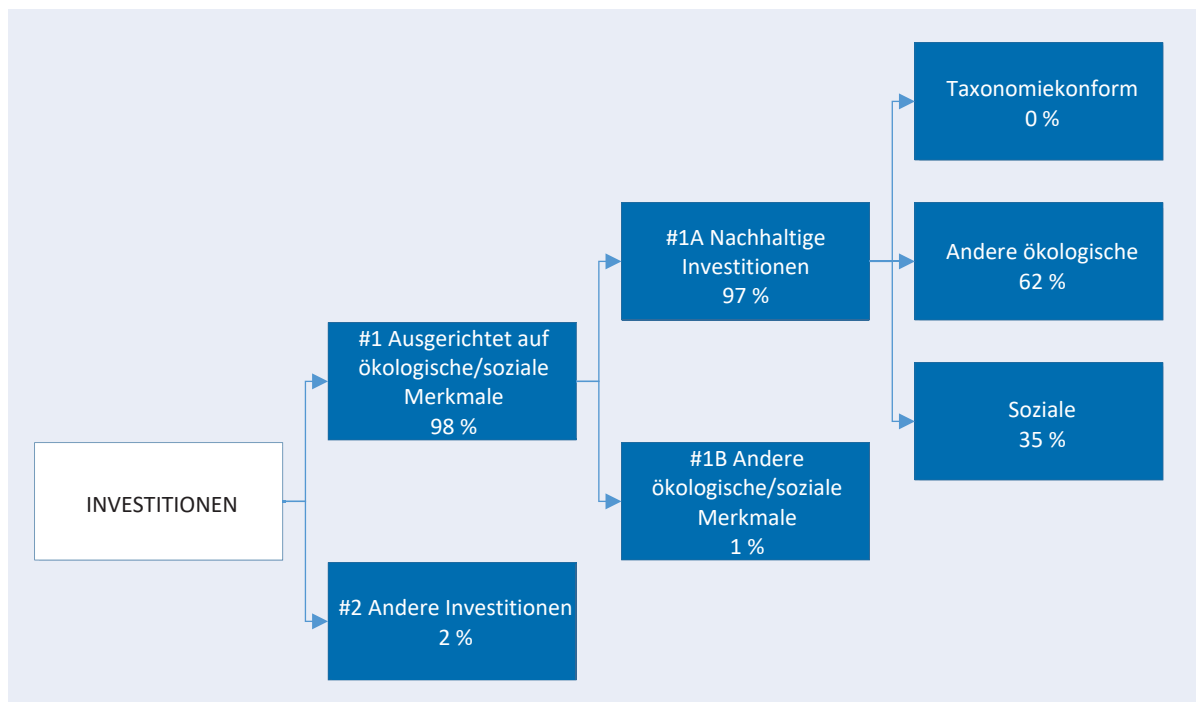 INVESTITIONEN
#1 Ausgerichtet auf
ökologische/soziale
Merkmale
98 %
#2 Andere Investitionen
2 %
#1A Nachhaltige
Investitionen
97 %
#1B Andere
ökologische/soziale
Merkmale
1 %
Taxonomiekonform
0 %
Andere ökologische
62 %
Soziale
35 %